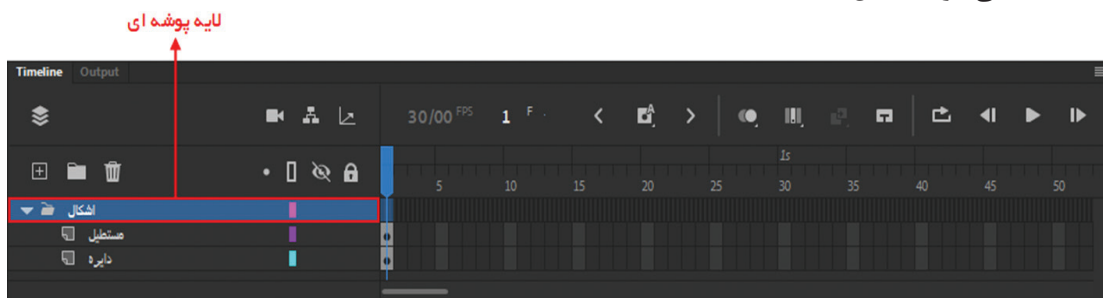 لایه پوشه ای
Timeline Output
30/00 FPS 1 F
1s
5 10 15 20 25 30 35 40 45 50
اشکال
مستطیل
دایره